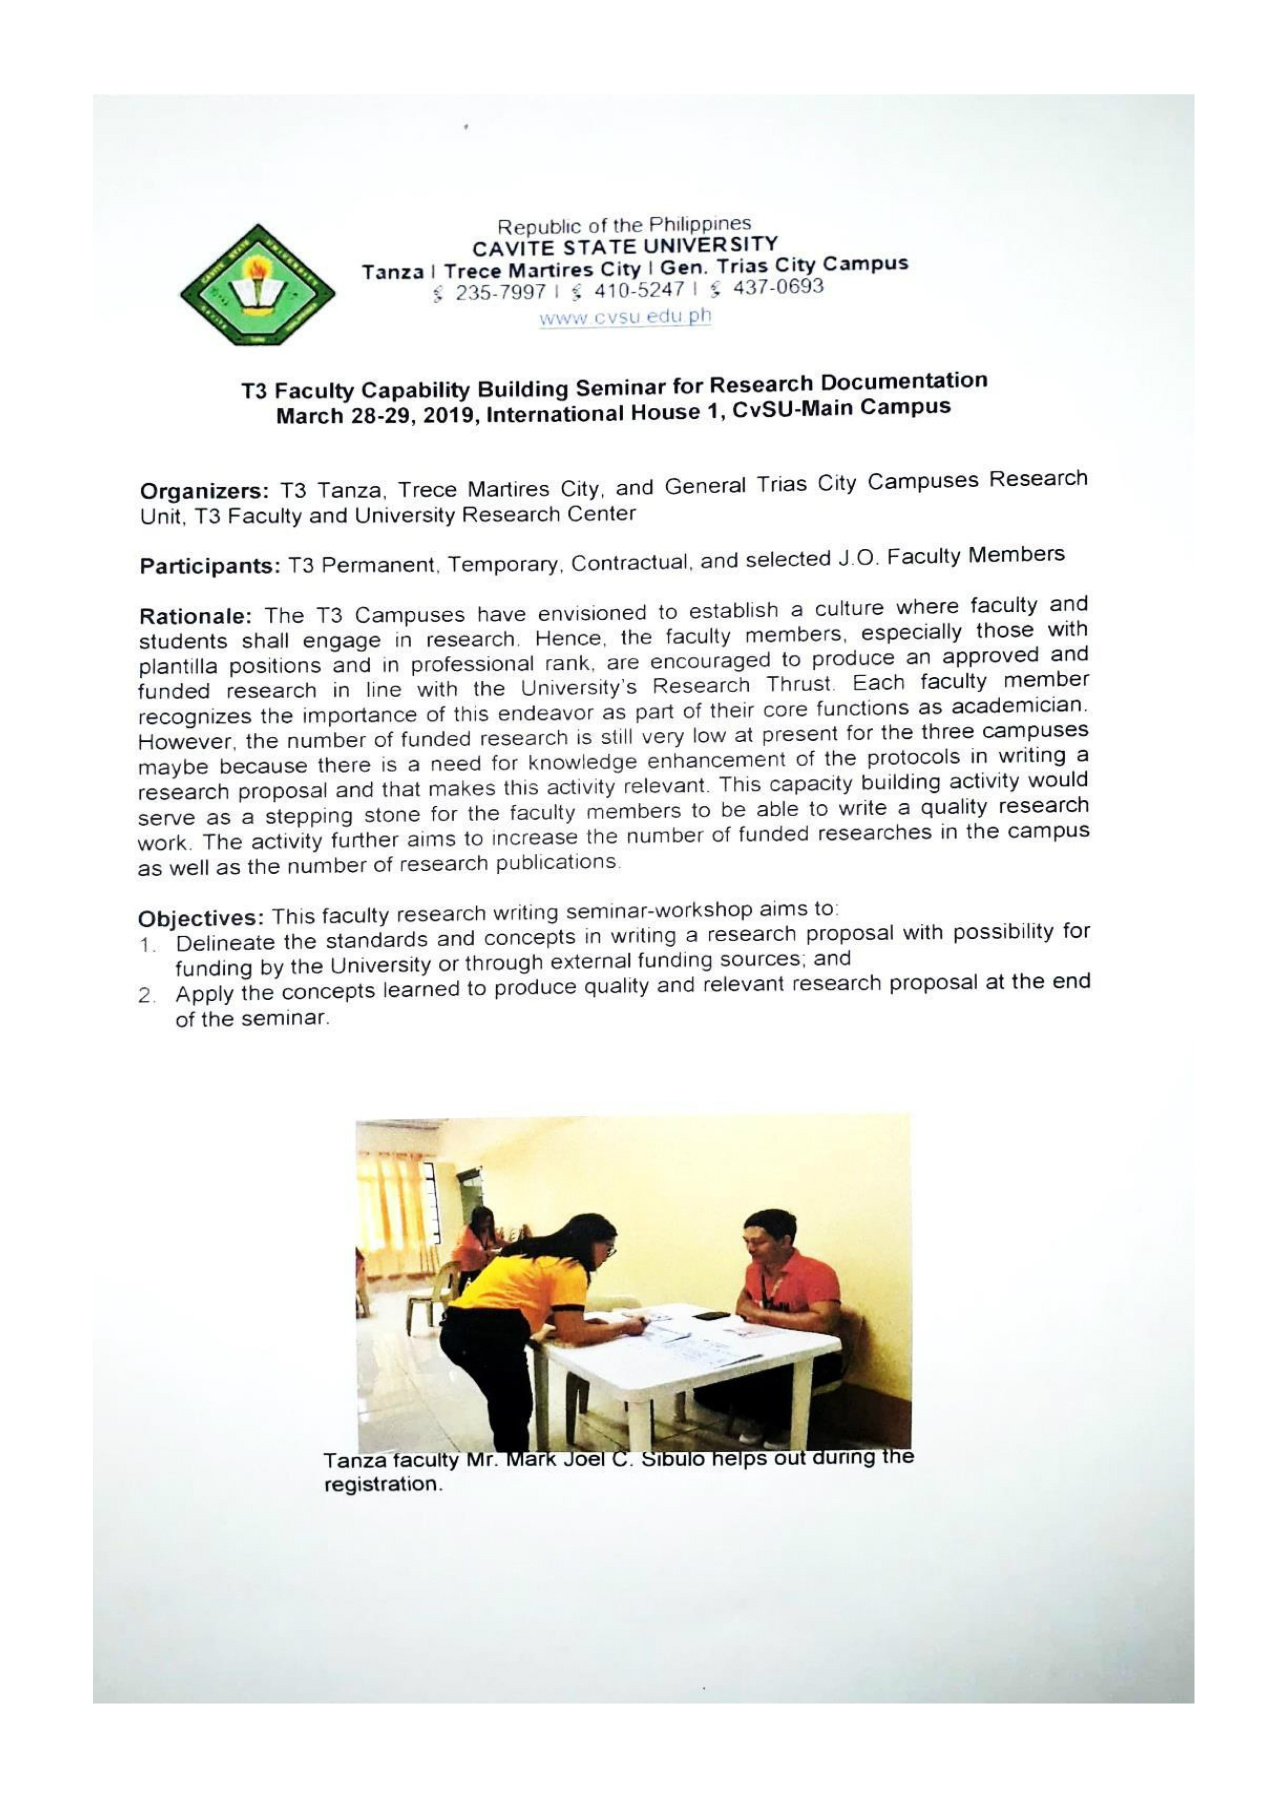 Republic of the Philippines
CAVITE STATE UNIVERSITY
Tanza | Trece Martires City | Gen. Trias City Campus
235-7997 | 410-5247 | 437-0693
www.cvsu.edu.ph
CAVITE STATE UNIVERSITY
T3 Faculty Capability Building Seminar for Research Documentation
March 28-29, 2019, International House 1, CvSU-Main Campus
Organizers: T3 Tanza, Trece Martires City, and General Trias City Campuses Research
Unit, T3 Faculty and University Research Center
Participants: T3 Permanent, Temporary, Contractual, and selected J.O. Faculty Members
Rationale: The T3 Campuses have envisioned to establish a culture where faculty and
students shall engage in research. Hence, the faculty members, especially those with
plantilla positions and in professional rank, are encouraged to produce an approved and
funded research in line with the University's Research Thrust. Each faculty member
recognizes the importance of this endeavor as part of their core functions as academician.
However, the number of funded research is still very low at present for the three campuses
maybe because there is a need for knowledge enhancement of the protocols in writing a
research proposal and that makes this activity relevant. This capacity building activity would
serve as a stepping stone for the faculty members to be able to write a quality research
work. The activity further aims to increase the number of funded researches in the campus
as well as the number of research publications.
Objectives: This faculty research writing seminar-workshop aims to:
1. Delineate the standards and concepts in writing a research proposal with possibility for
funding by the University or through external funding sources; and
2. Apply the concepts learned to produce quality and relevant research proposal at the end
of the seminar.
Tanza faculty Mr. Mark Joel C. Sibulo helps out during the
registration.